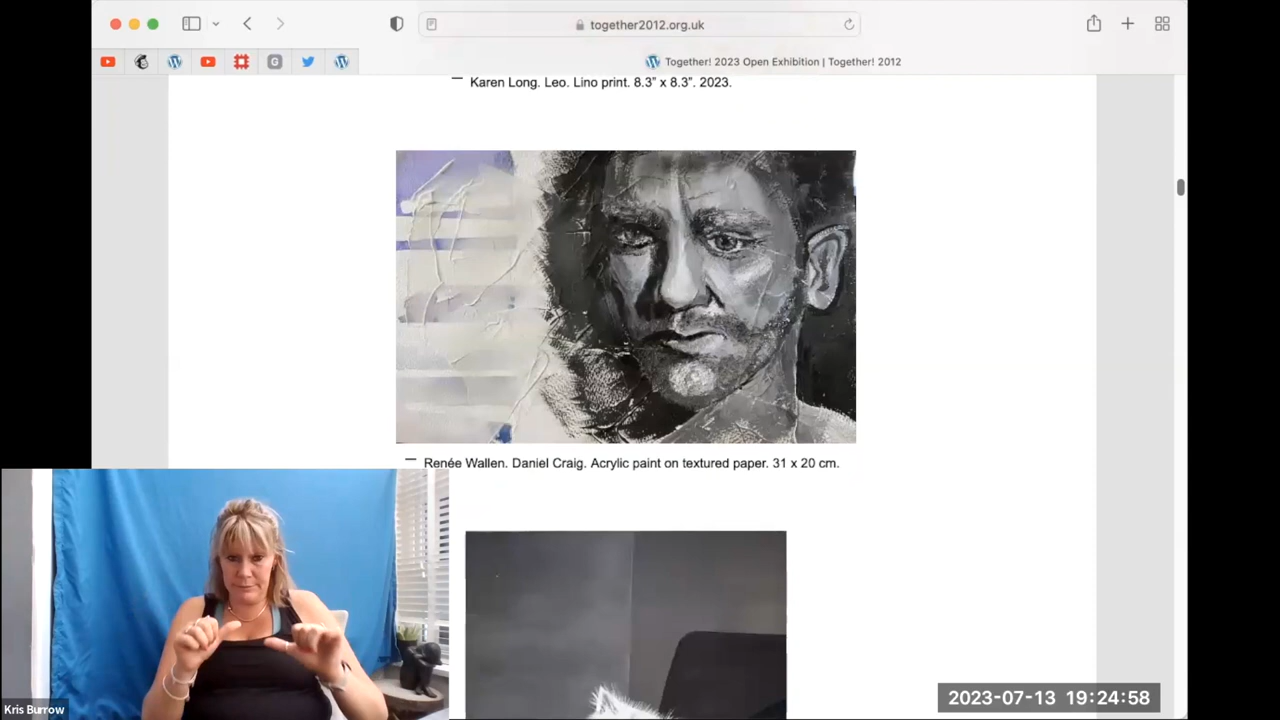 together2012.org.uk
Together! 2023 Open Exhibition | Together! 2012
Karen Long. Leo. Lino print. 8.3” x 8.3”. 2023.
Renée Wallen. Daniel Craig. Acrylic paint on textured paper. 31 x 20 cm.
Kris Burrow
2023-07-13 19:24:58